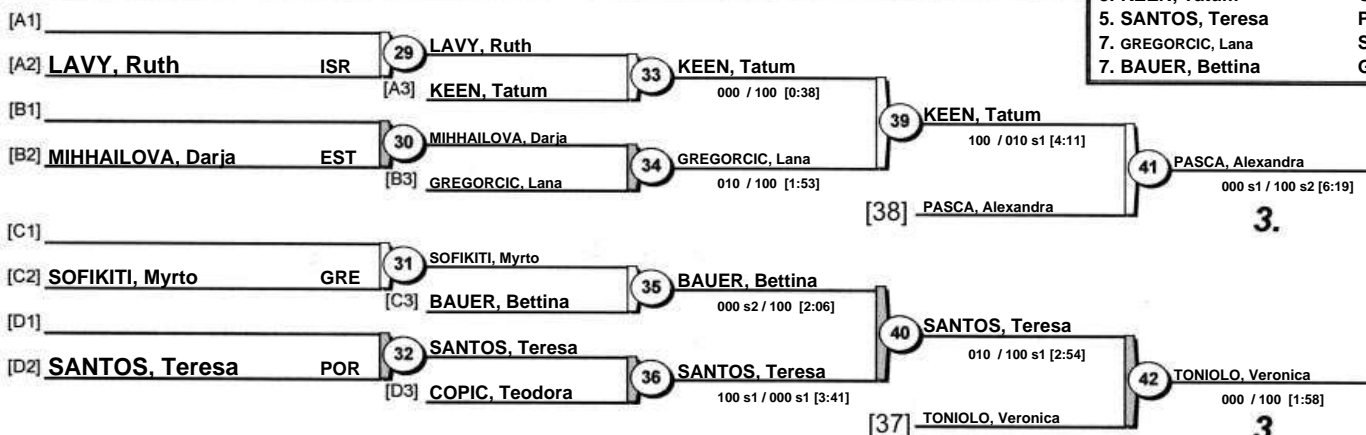 5. SANTOS, Teresa
7. GREGORCIC, Lana
7. BAUER, Bettina
[A1]
[A2] LAVY, Ruth ISR
29
LAVY, Ruth
[A3] KEEN, Tatum
33
KEEN, Tatum
000 / 100 [0:38]
[B1]
[B2] MIHHAILOVA, Darja EST
30
MIHHAILOVA, Darja
[B3] GREGORCIC, Lana
34
GREGORCIC, Lana
010 / 100 [1:53]
39
KEEN, Tatum
100 / 010 s1 [4:11]
[38] PASCA, Alexandra
41
PASCA, Alexandra
000 s1 / 100 s2 [6:19]
3.
[C1]
[C2] SOFIKITI, Myrto GRE
31
SOFIKITI, Myrto
[C3] BAUER, Bettina
35
BAUER, Bettina
000 s2 / 100 [2:06]
[D1]
[D2] SANTOS, Teresa POR
32
SANTOS, Teresa
[D3] COPIC, Teodora
36
SANTOS, Teresa
100 s1 / 000 s1 [3:41]
40
SANTOS, Teresa
010 / 100 s1 [2:54]
[37] TONIOLO, Veronica
42
TONIOLO, Veronica
000 / 100 [1:58]
3